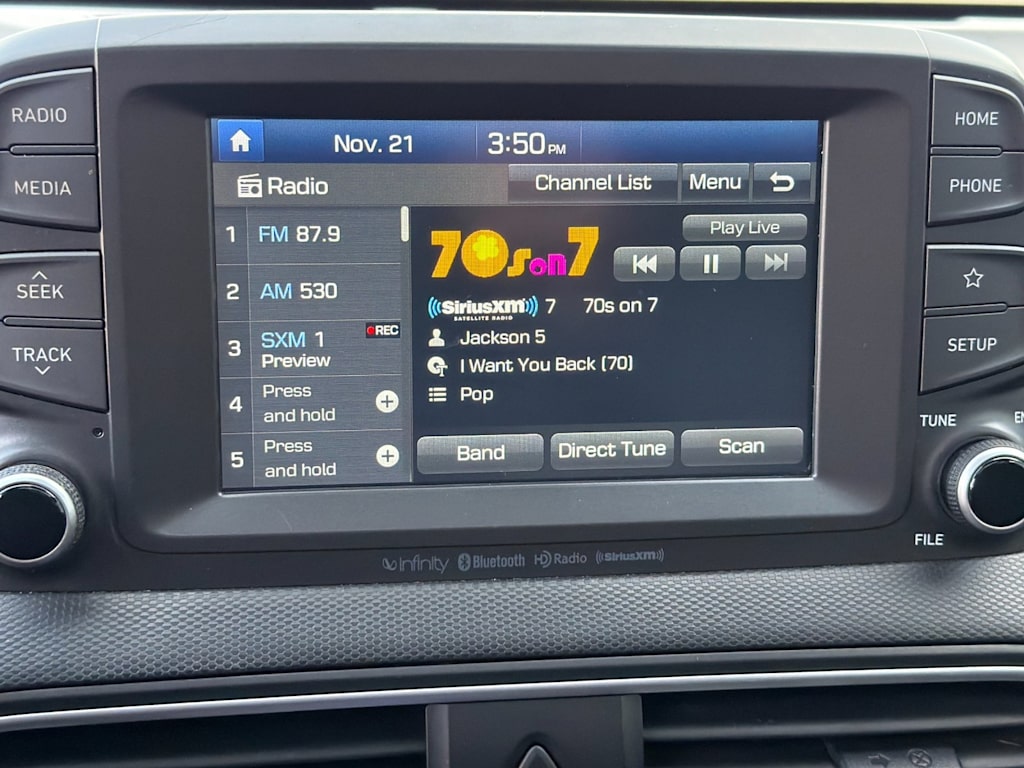 RADIO
MEDIA
SEEK
TRACK
Nov. 21
3:50 PM
Radio
Channel List
Menu
1 FM 87.9
2 AM 530
3 SXM 1 REC
Preview
4 Press
and hold
5 Press
and hold
Play Live
70s on 7
SiriusXM 7 70s on 7
SATELLITE RADIO
Jackson 5
I Want You Back (70)
Pop
Band
Direct Tune
Scan
HOME
PHONE
SETUP
TUNE
FILE
infinity Bluetooth HD Radio SiriusXM